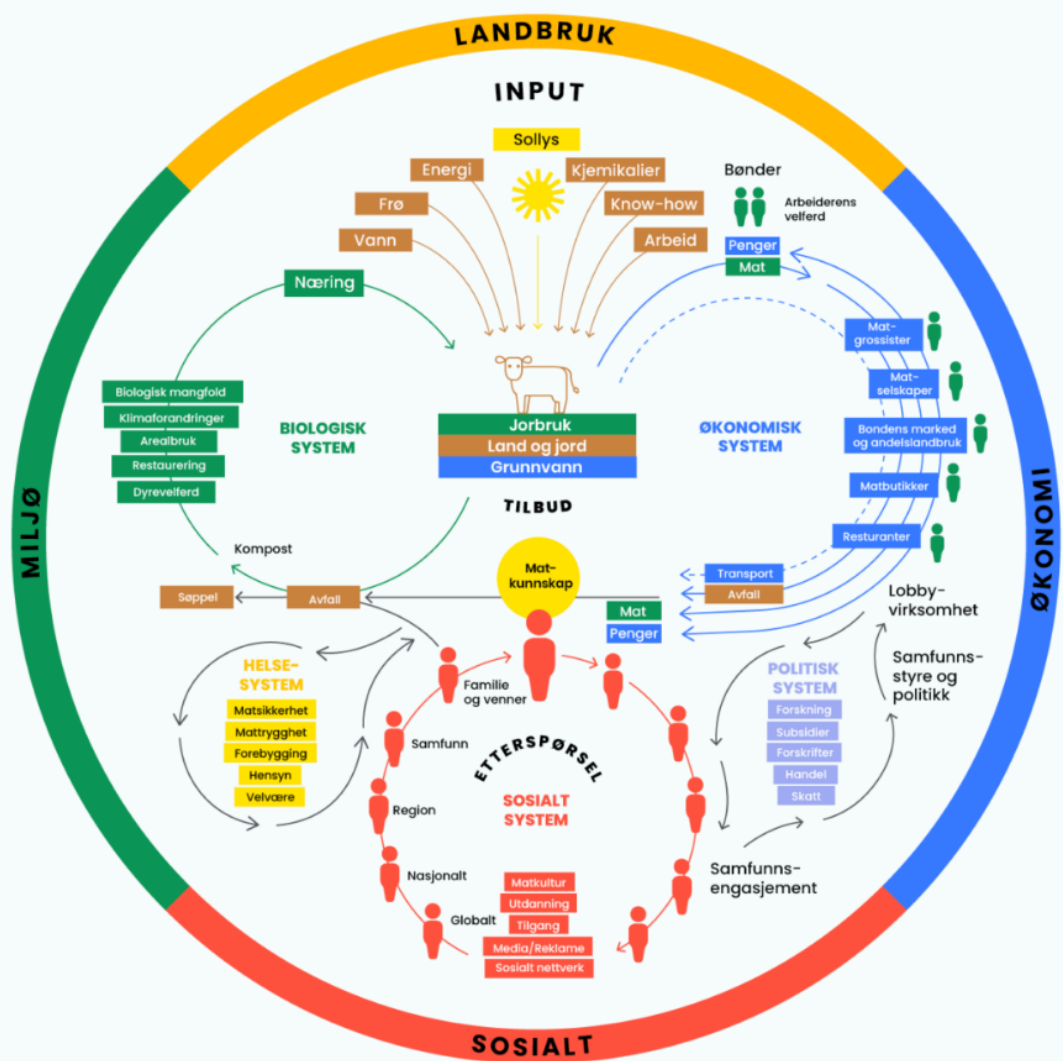 LANDBRUK
INPUT
Sollys
Energi
Kjemikalier
Frø
Know-how
Vann
Arbeid
Bønder
Arbeiderens
velferd
Penger
Mat
Næring
Mat-
grossister
Mat-
selskaper
Bondens marked
og andelslandbruk
Matbutikker
Resturanter
Biologisk mangfold
Klimaforandringer
Arealbruk
Restaurering
Dyrevelferd
BIOLOGISK
SYSTEM
Jorbruk
Land og jord
Grunnvann
ØKONOMISK
SYSTEM
TILBUD
MILJØ
ØKONOMI
Kompost
Mat-
kunnskap
Transport
Avfall
Søppel
Avfall
Mat
Penger
Lobby-
virksomhet
HELSE-
SYSTEM
Matsikkerhet
Mattrygghet
Forebygging
Hensyn
Velvære
Familie
og venner
Samfunn
Region
Nasjonalt
Globalt
ETTERSPØRSEL
SOSIALT
SYSTEM
Matkultur
Utdanning
Tilgang
Media/Reklame
Sosialt nettverk
POLITISK
SYSTEM
Forskning
Subsidier
Forskrifter
Handel
Skatt
Samfunns-
styre og
politikk
Samfunns-
engasjement
SOSIALT